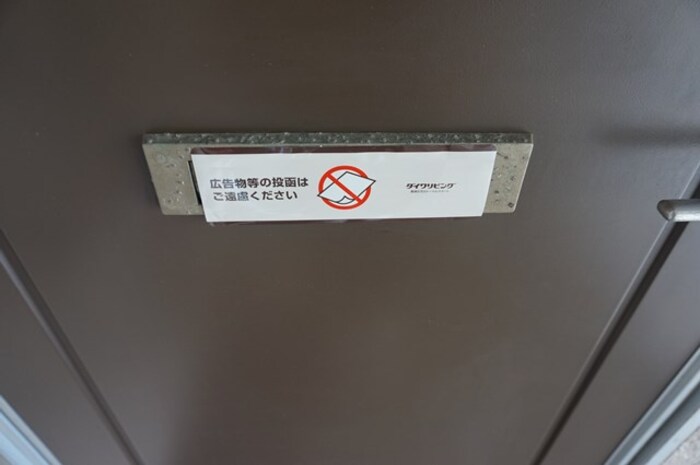 広告物等の投函は
ご遠慮ください
ダイワリビング